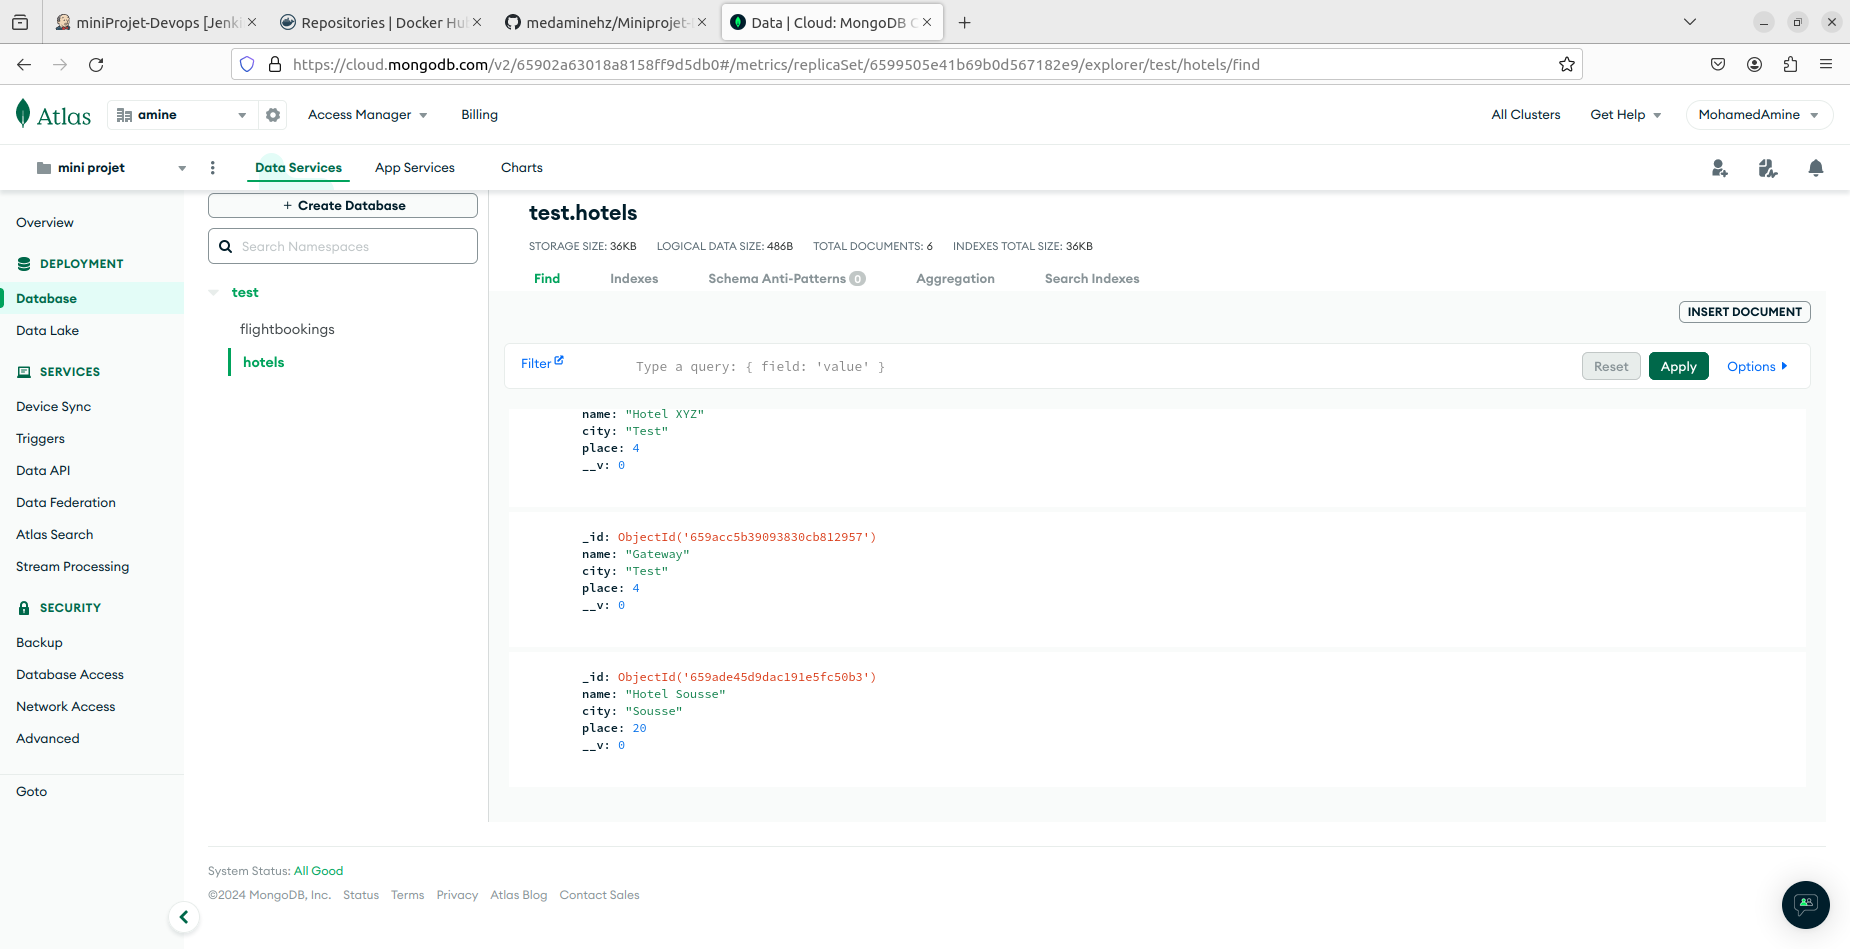 miniProjet-Devops [Jenki
Repositories | Docker Hu
medaminehz/Miniprojet-
Data | Cloud: MongoDB C
https://cloud.mongodb.com/v2/65902a63018a8158ff9d5db0#/metrics/replicaSet/6599505e41b69b0d567182e9/explorer/test/hotels/find
Atlas
amine
Access Manager
Billing
All Clusters
Get Help
MohamedAmine
mini projet
Data Services
App Services
Charts
Overview
DEPLOYMENT
Database
Data Lake
SERVICES
Device Sync
Triggers
Data API
Data Federation
Atlas Search
Stream Processing
SECURITY
Backup
Database Access
Network Access
Advanced
Goto
+ Create Database
Search Namespaces
test
flightbookings
hotels
test.hotels
STORAGE SIZE: 36KB LOGICAL DATA SIZE: 486B TOTAL DOCUMENTS: 6 INDEXES TOTAL SIZE: 36KB
Find Indexes Schema Anti-Patterns 0 Aggregation Search Indexes
INSERT DOCUMENT
Filter
Type a query: { field: 'value' }
Reset
Apply
Options
name: "Hotel XYZ"
city: "Test"
place: 4
__v: 0
_id: ObjectId('659acc5b39093830cb812957')
name: "Gateway"
city: "Test"
place: 4
__v: 0
_id: ObjectId('659ade45d9dac191e5fc50b3')
name: "Hotel Sousse"
city: "Sousse"
place: 20
__v: 0
System Status: All Good
©2024 MongoDB, Inc. Status Terms Privacy Atlas Blog Contact Sales